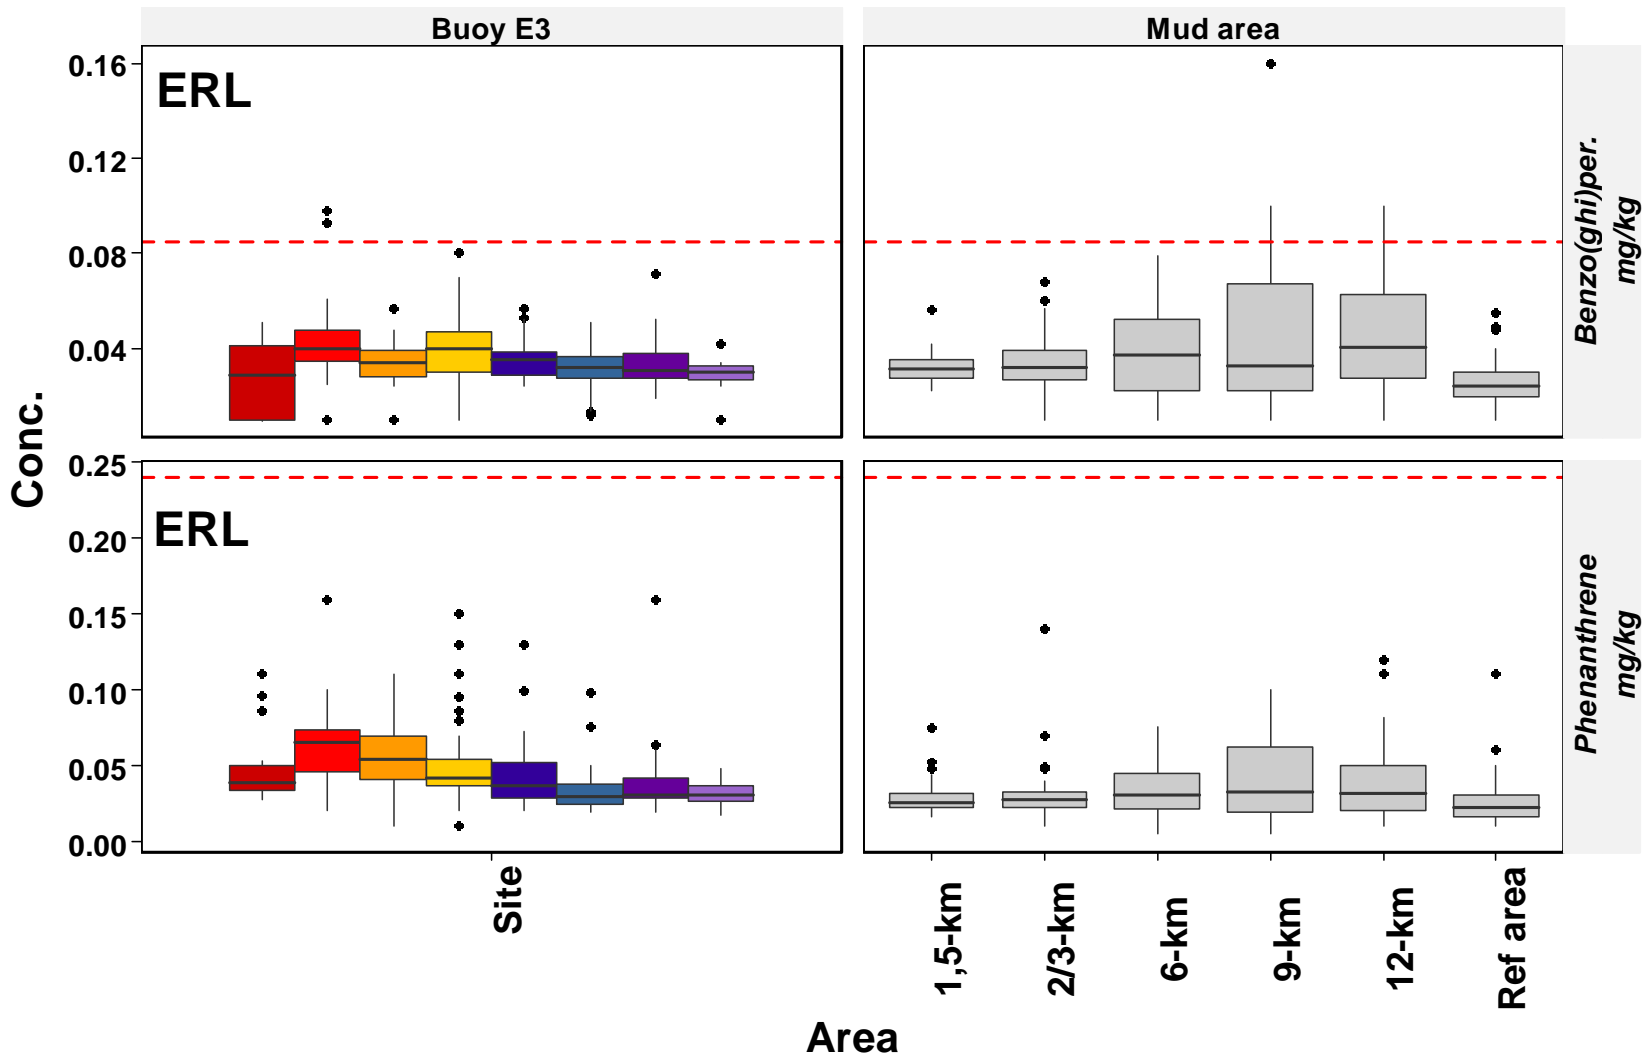 Buoy E3
Mud area
0.16
0.12
0.08
0.04
ERL
Benzo(ghi)per.
mg/kg
Conc.
0.25
0.20
0.15
0.10
0.05
0.00
ERL
Phenanthrene
mg/kg
Site
1,5-km
2/3-km
6-km
9-km
12-km
Ref area
Area